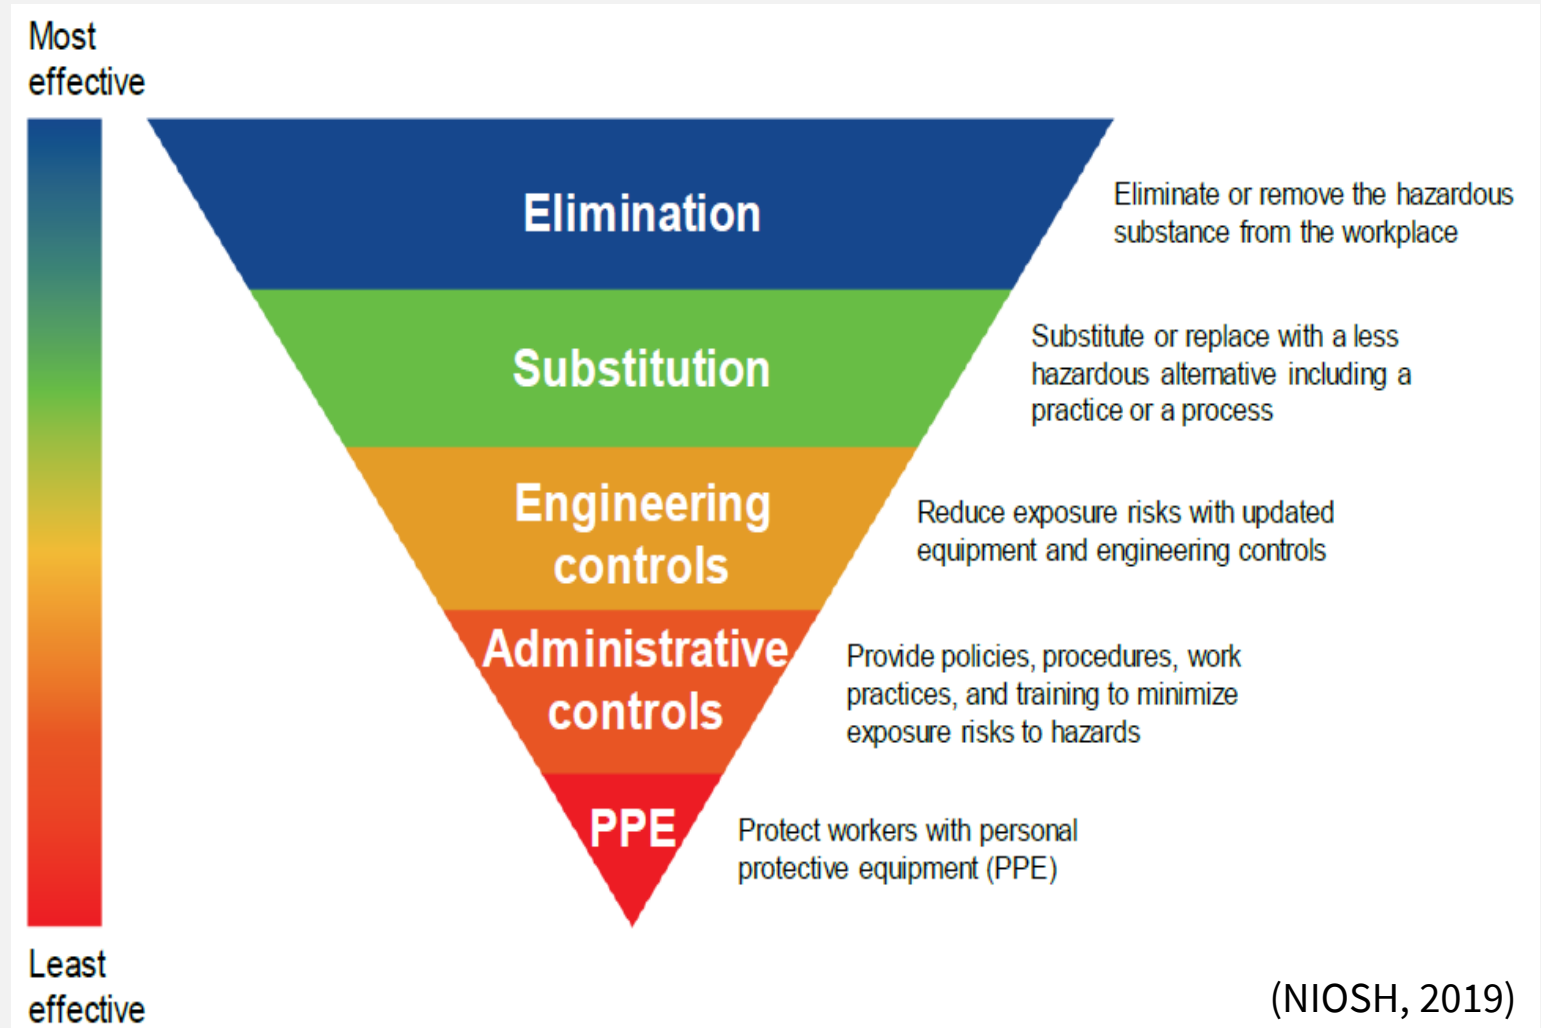 Most
effective
Elimination
Eliminate or remove the hazardous
substance from the workplace
Substitution
Substitute or replace with a less
hazardous alternative including a
practice or a process
Engineering
controls
Reduce exposure risks with updated
equipment and engineering controls
Administrative
controls
Provide policies, procedures, work
practices, and training to minimize
exposure risks to hazards
PPE
Protect workers with personal
protective equipment (PPE)
Least
effective
(NIOSH, 2019)